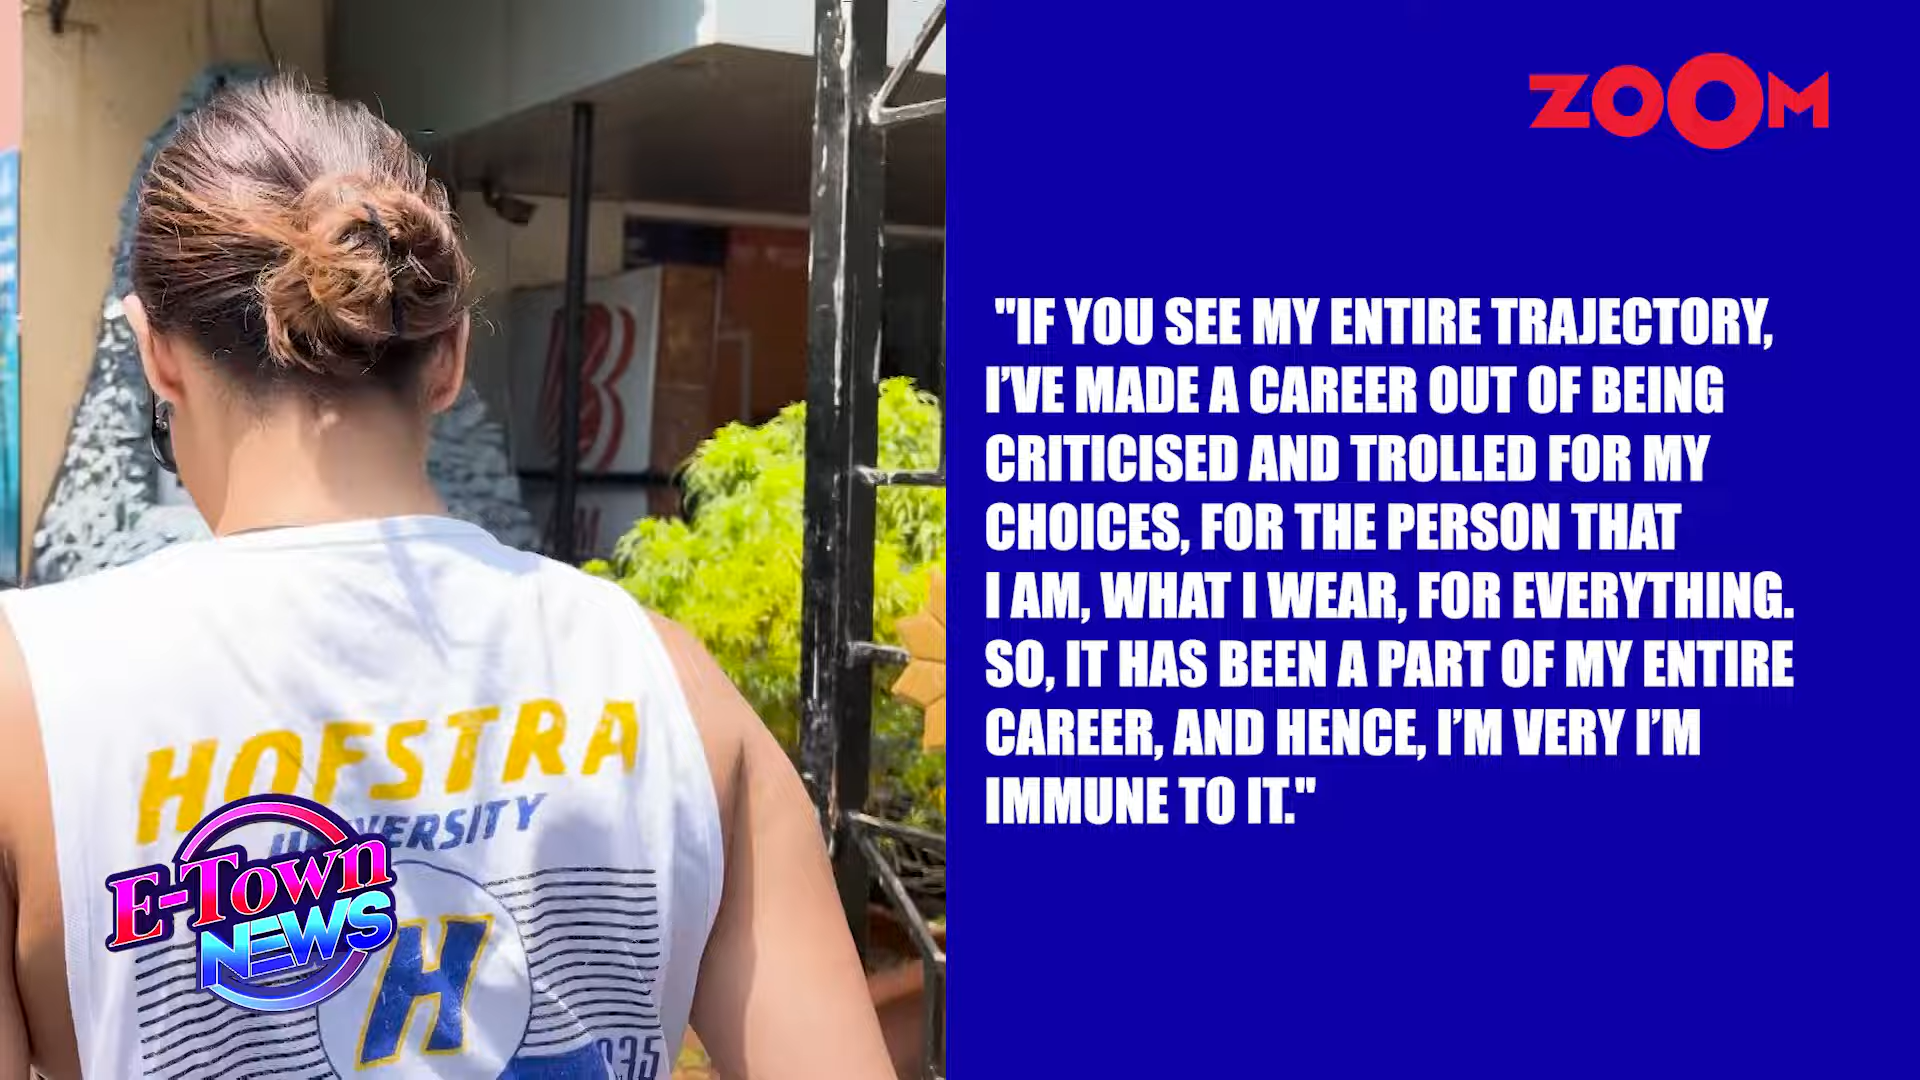 ZOOM
"IF YOU SEE MY ENTIRE TRAJECTORY,
I'VE MADE A CAREER OUT OF BEING
CRITICISED AND TROLLED FOR MY
CHOICES, FOR THE PERSON THAT
I AM, WHAT I WEAR, FOR EVERYTHING.
SO, IT HAS BEEN A PART OF MY ENTIRE
CAREER, AND HENCE, I'M VERY I'M
IMMUNE TO IT."
HOFSTRA
UNIVERSITY
H
E-TOWN
NEWS